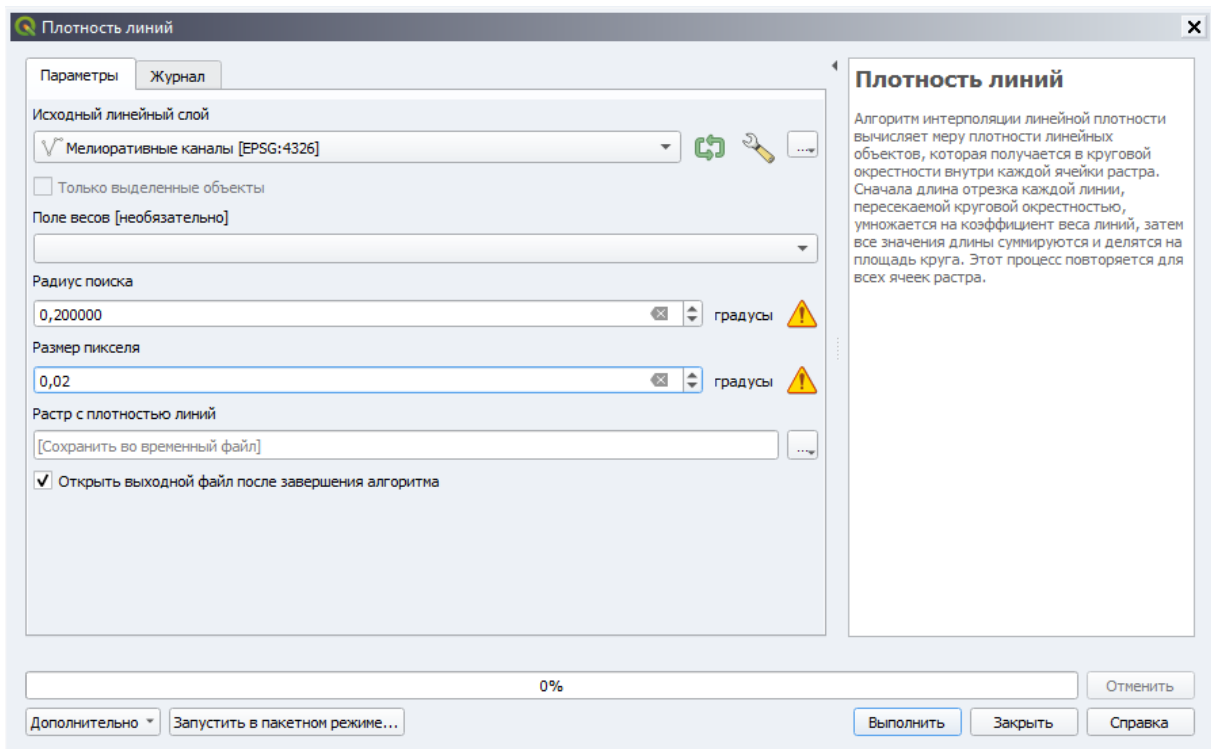 Плотность линий
Параметры
Журнал
Исходный линейный слой
Мелиоративные каналы [EPSG:4326]
...
Только выделенные объекты
Поле весов [необязательно]
Радиус поиска
0,200000
градусы
Размер пикселя
0,02
градусы
Растр с плотностью линий
[Сохранить во временный файл]
...
Открыть выходной файл после завершения алгоритма
Плотность линий
Алгоритм интерполяции линейной плотности
вычисляет меру плотности линейных
объектов, которая получается в круговой
окрестности внутри каждой ячейки растра.
Сначала длина отрезка каждой линии,
пересекаемой круговой окрестностью,
умножается на коэффициент веса линий, затем
все значения длины суммируются и делятся на
площадь круга. Этот процесс повторяется для
всех ячеек растра.
0%
Отменить
Дополнительно
Запустить в пакетном режиме...
Выполнить
Закрыть
Справка